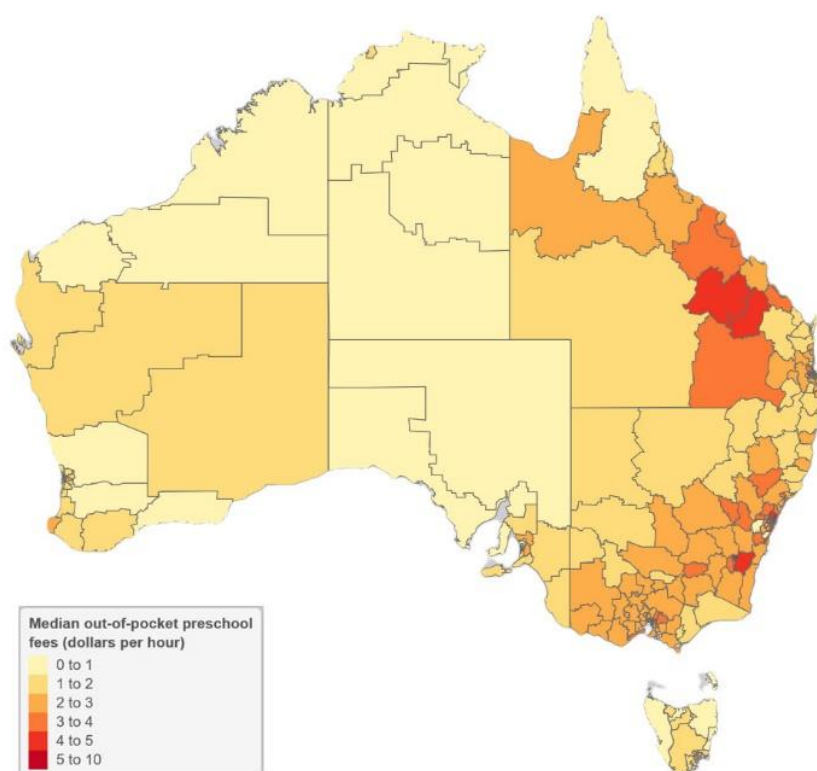 Median out-of-pocket preschool
fees (dollars per hour)
0 to 1
1 to 2
2 to 3
3 to 4
4 to 5
5 to 10